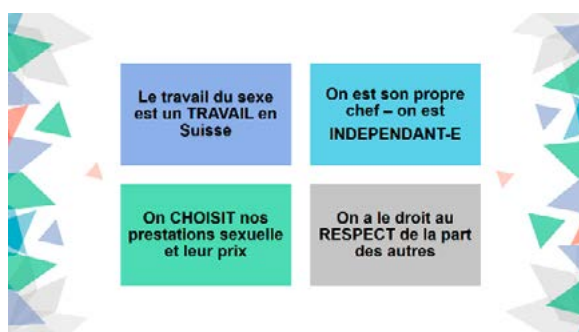 Le travail du sexe
est un TRAVAIL en
Suisse
On est son propre
chef – on est
INDEPENDANT-E
On CHOISIT nos
prestations sexuelle
et leur prix
On a le droit au
RESPECT de la part
des autres